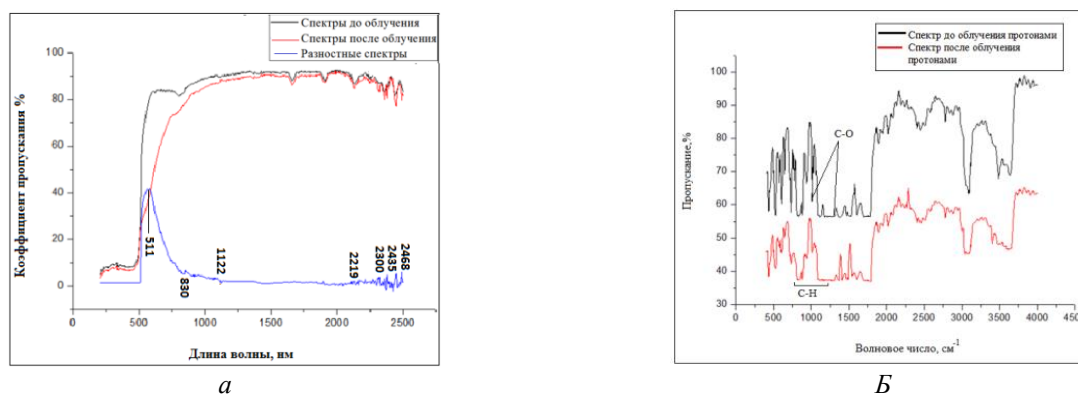 Спектры до облучения
Спектры после облучения
Разностные спектры
Коэффициент пропускания %
100
80
60
40
20
0
511
830
1122
2219
2300
2435
2468
0
500
1000
1500
2000
2500
Длина волны, нм
а
Спектр до облучения протонами
Спектр после облучения
протонами
Пропускание,%
100
90
80
70
60
50
40
30
C-O
C-H
0
500
1000
1500
2000
2500
3000
3500
4000
Волновое число, см-1
Б